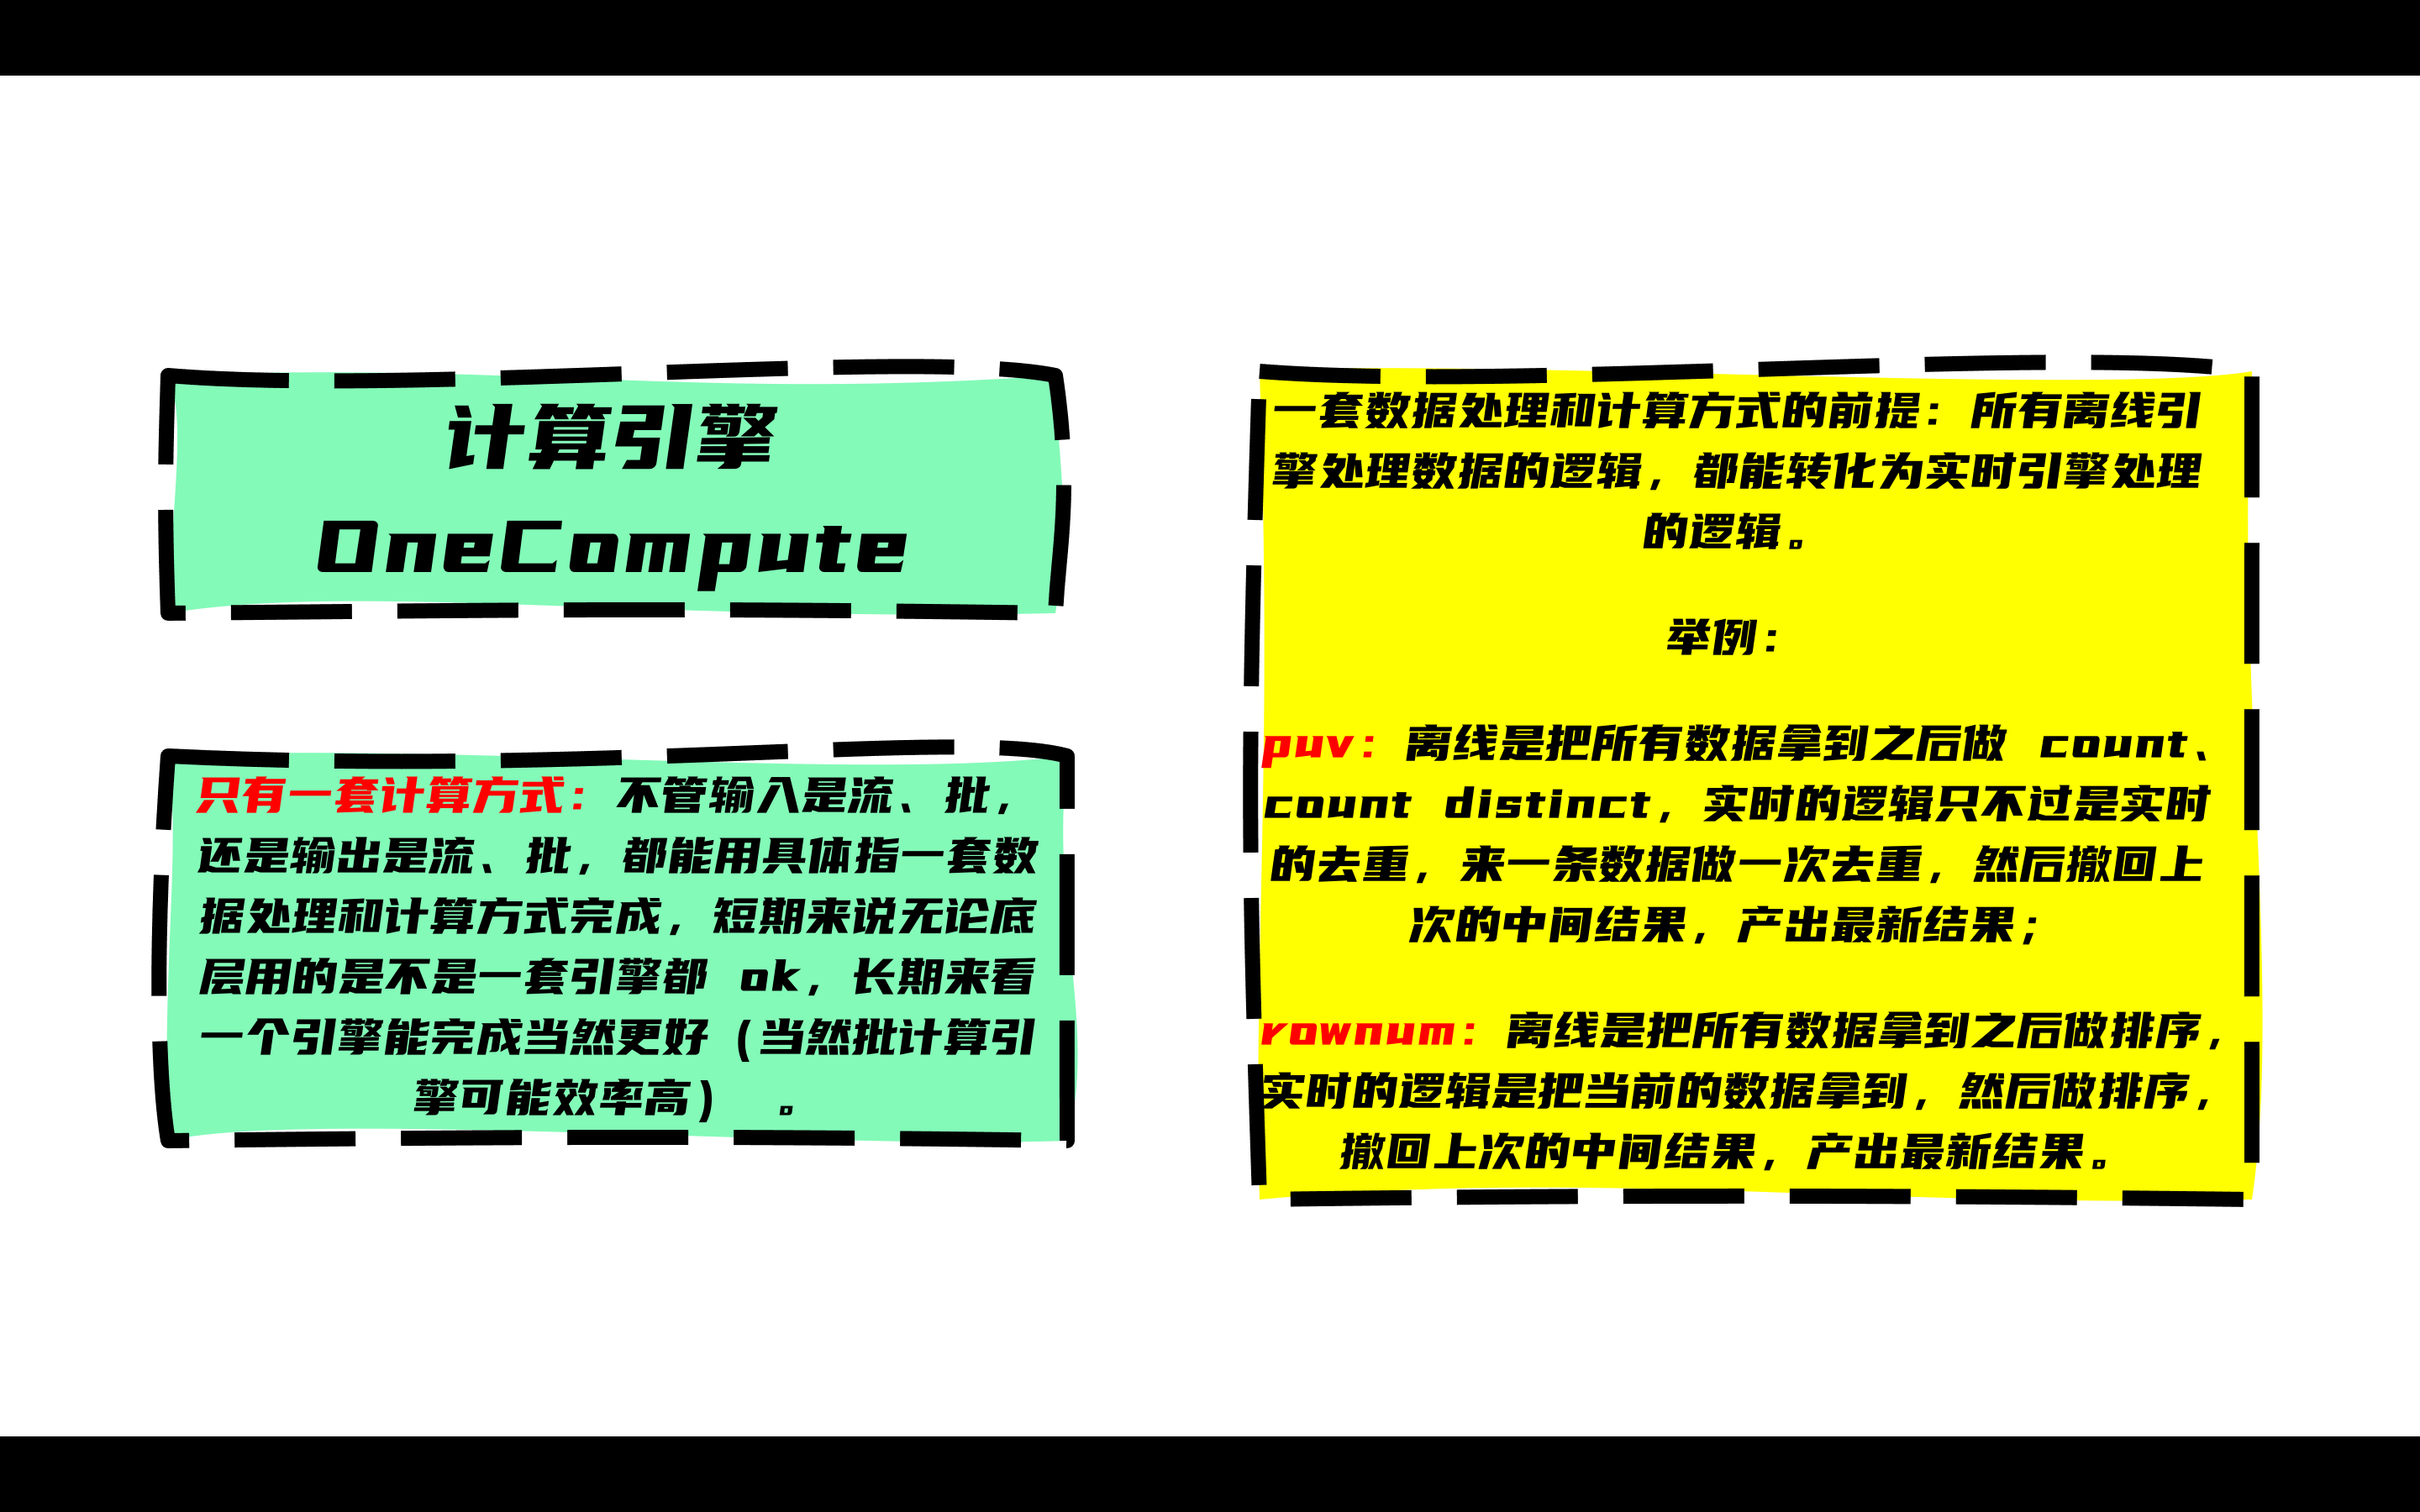 计算引擎
OneCompute
只有一套计算方式：不管输入是流、批，
还是输出是流、批，都能用具体指一套数
据处理和计算方式完成，短期来说无论底
层用的是不是一套引擎都 ok，长期来看
一个引擎能完成当然更好（当然批计算引
擎可能效率高） 。
一套数据处理和计算方式的前提：所有离线引
擎处理数据的逻辑，都能转化为实时引擎处理
的逻辑。
举例：
puv：离线是把所有数据拿到之后做 count、
count distinct，实时的逻辑只不过是实时
的去重，来一条数据做一次去重，然后撤回上
次的中间结果，产出最新结果；
rownum：离线是把所有数据拿到之后做排序，
实时的逻辑是把当前的数据拿到，然后做排序，
撤回上次的中间结果，产出最新结果。